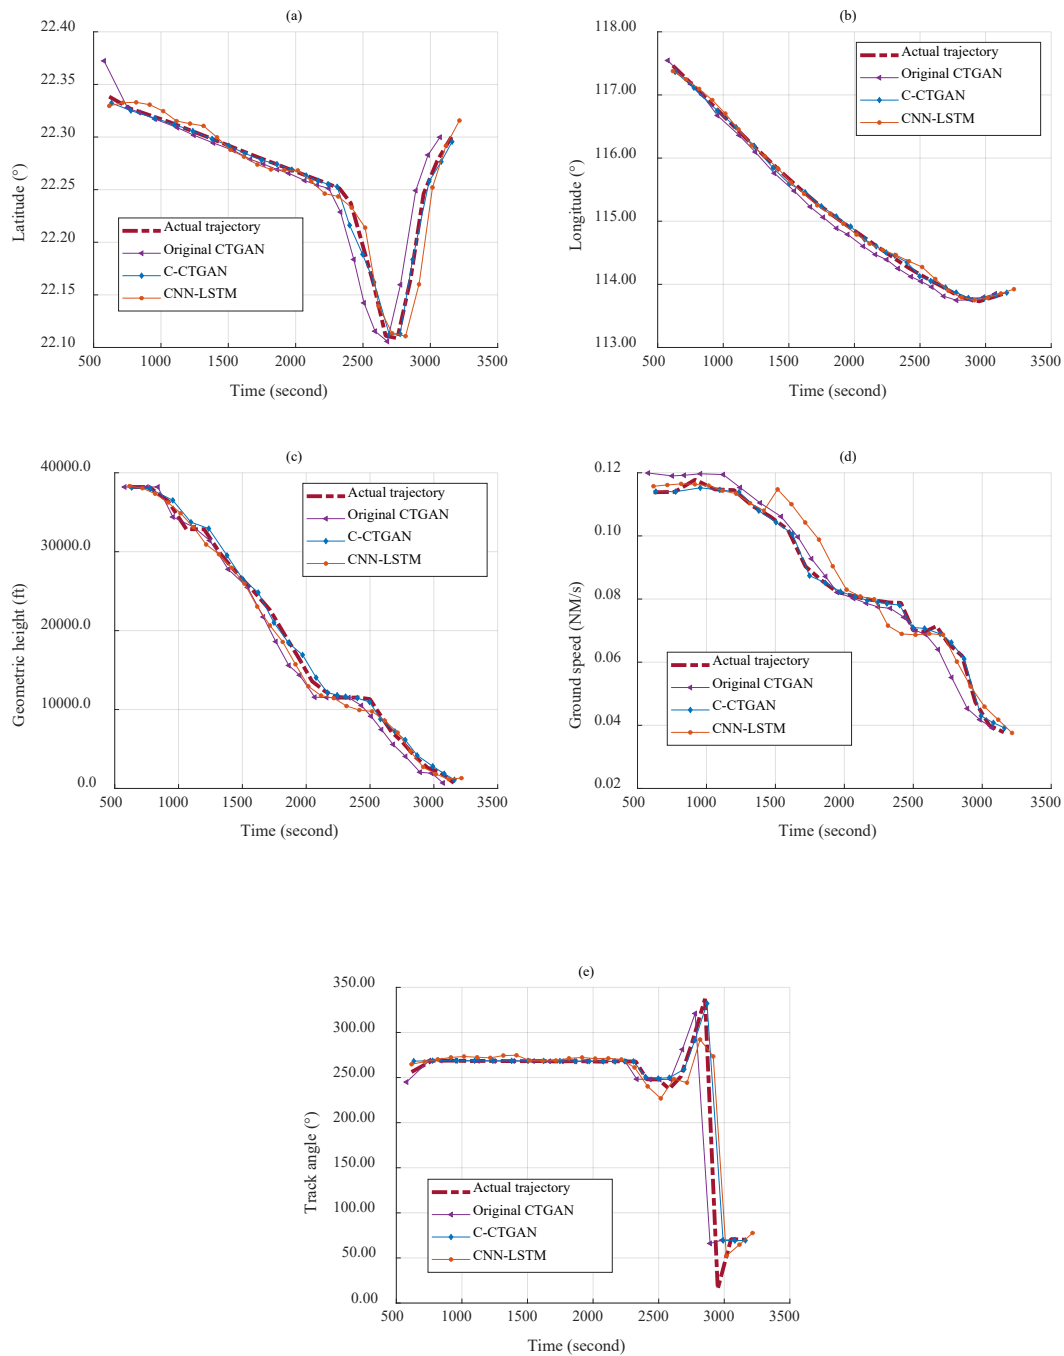 (a)
22.40
22.35
22.30
22.25
22.20
22.15
22.10
Latitude (°)
Actual trajectory
Original CTGAN
C-CTGAN
CNN-LSTM
500 1000 1500 2000 2500 3000 3500
Time (second)
(b)
118.00
117.00
116.00
115.00
114.00
113.00
Longitude (°)
Actual trajectory
Original CTGAN
C-CTGAN
CNN-LSTM
500 1000 1500 2000 2500 3000 3500
Time (second)
(c)
40000.0
30000.0
20000.0
10000.0
0.0
Geometric height (ft)
Actual trajectory
Original CTGAN
C-CTGAN
CNN-LSTM
500 1000 1500 2000 2500 3000 3500
Time (second)
(d)
0.12
0.10
0.08
0.06
0.04
0.02
Ground speed (NM/s)
Actual trajectory
Original CTGAN
C-CTGAN
CNN-LSTM
500 1000 1500 2000 2500 3000 3500
Time (second)
(e)
350.00
300.00
250.00
200.00
150.00
100.00
50.00
0.00
Track angle (°)
Actual trajectory
Original CTGAN
C-CTGAN
CNN-LSTM
500 1000 1500 2000 2500 3000 3500
Time (second)